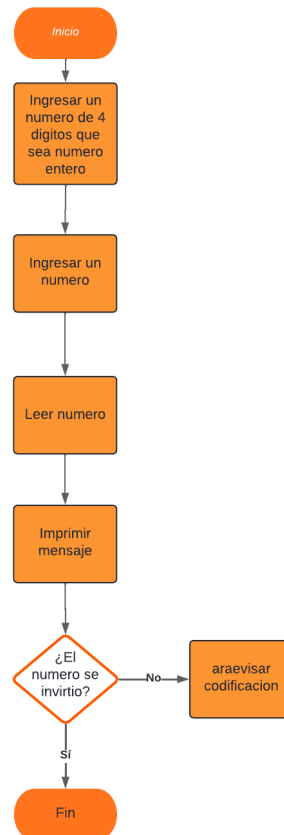 Inicio
Ingresar un
numero de 4
digitos que
sea numero
entero
Ingresar un
numero
Leer numero
Imprimir
mensaje
¿El
numero se
invirtio?
No
araevisar
codificacion
Sí
Fin